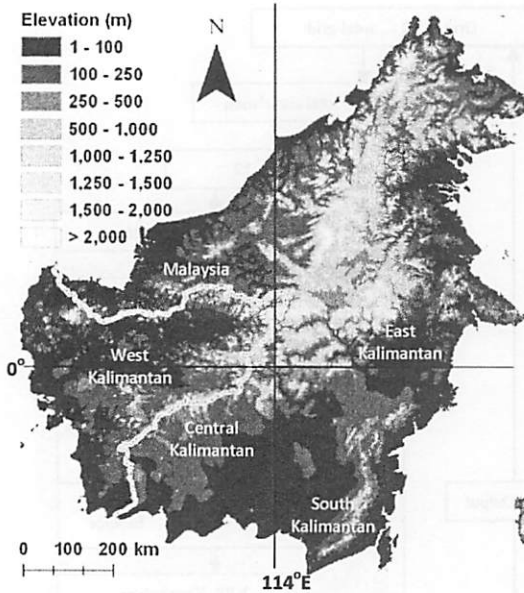 Elevation (m)
1 - 100
100 - 250
250 - 500
500 - 1,000
1,000 - 1,250
1,250 - 1,500
1,500 - 2,000
> 2,000
N
Malaysia
East
Kalimantan
West
Kalimantan
0°
Central
Kalimantan
South
Kalimantan
0 100 200 km
114°E